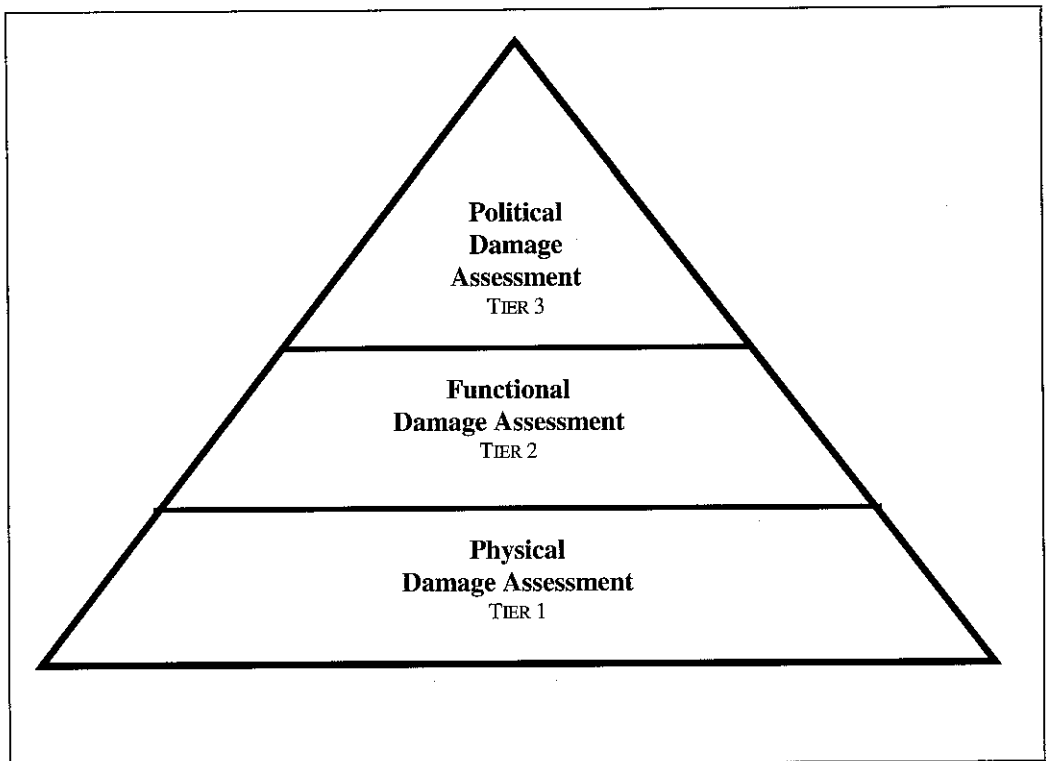 Political
Damage
Assessment
TIER 3
Functional
Damage Assessment
TIER 2
Physical
Damage Assessment
TIER 1